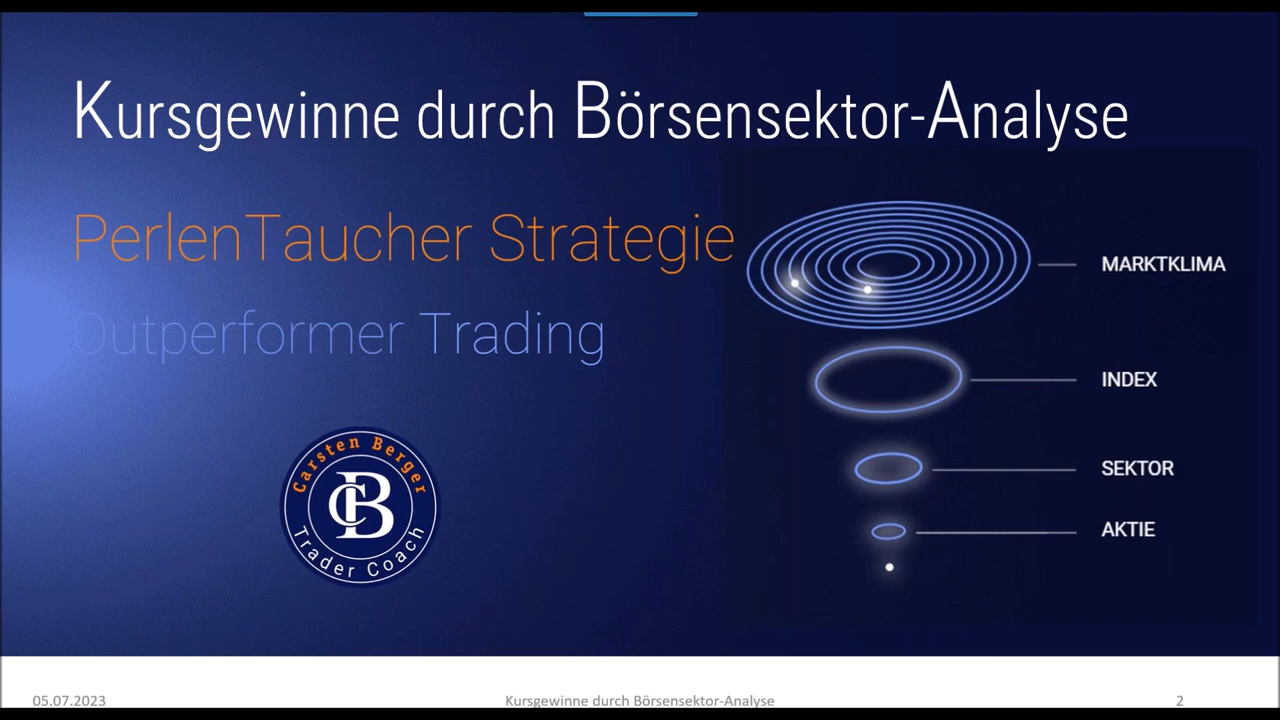 Kursgewinne durch Börsensektor-Analyse
PerlenTaucher Strategie
Outperformer Trading
MARKTKLIMA
INDEX
SEKTOR
AKTIE
Carsten Berger
CB
Trader Coach
05.07.2023
Kursgewinne durch Börsensektor-Analyse
2